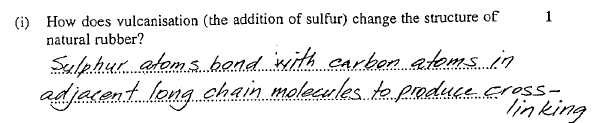 (i) How does vulcanisation (the addition of sulfur) change the structure of 1
natural rubber?
Sulphur atoms bond with carbon atoms in
adjacent long chain molecules to produce cross-
linking